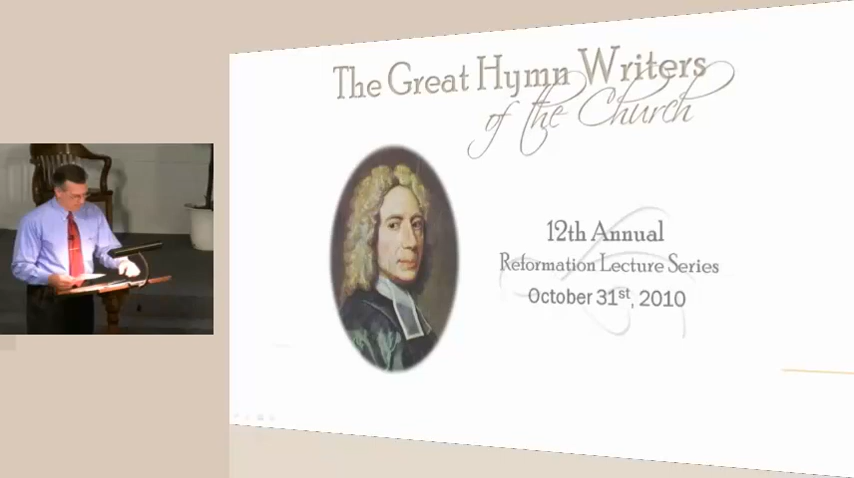 The Great Hymn Writers
of the Church
12th Annual
Reformation Lecture Series
October 31st, 2010